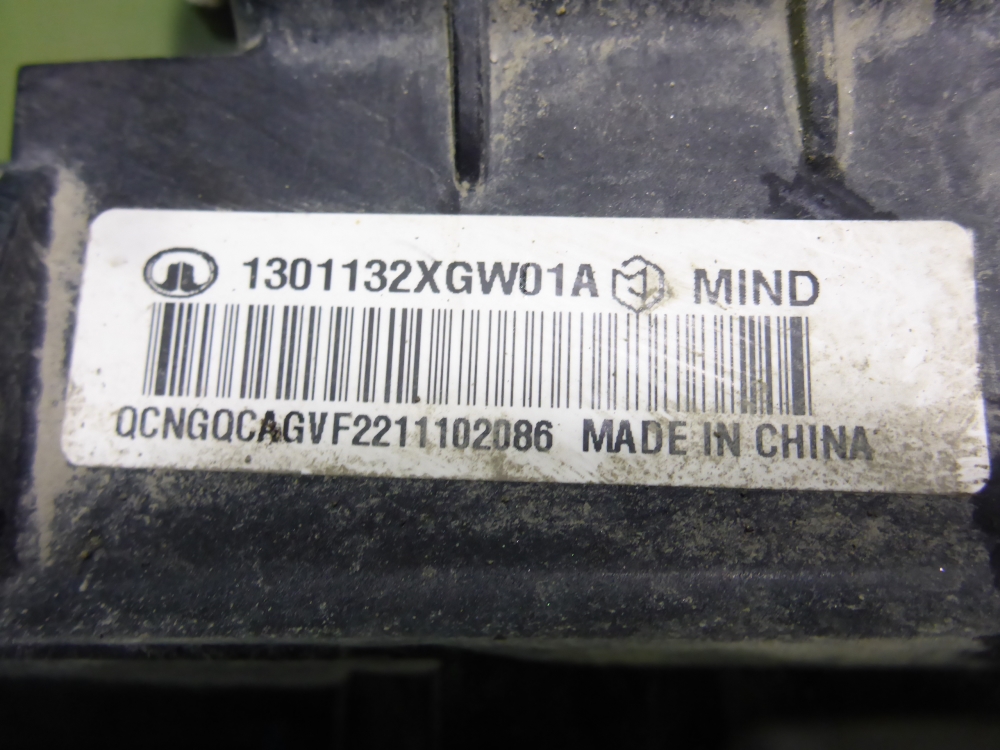 1301132XGW01A MIND
QCNGQCAGVF2211102086 MADE IN CHINA